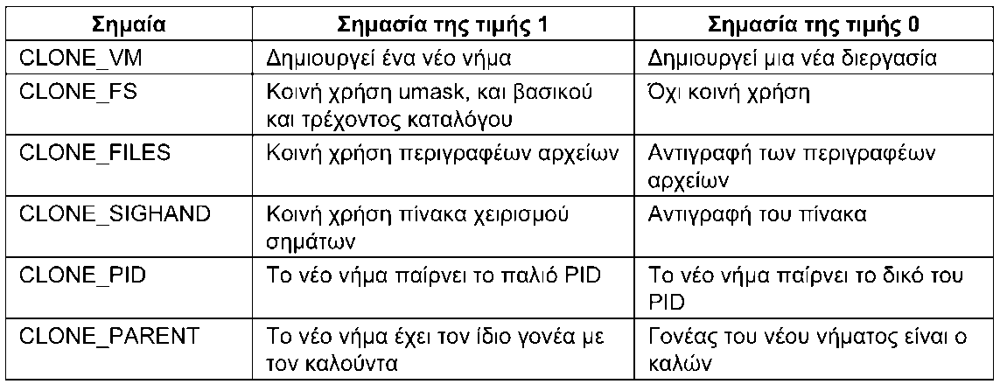 Σημαία Σημασία της τιμής 1 Σημασία της τιμής 0
CLONE_VM Δημιουργεί ένα νέο νήμα Δημιουργεί μια νέα διεργασία
CLONE_FS Κοινή χρήση umask, και βασικού Όχι κοινή χρήση
και τρέχοντος καταλόγου
CLONE_FILES Κοινή χρήση περιγραφέων αρχείων Αντιγραφή των περιγραφέων
αρχείων
CLONE_SIGHAND Κοινή χρήση πίνακα χειρισμού Αντιγραφή του πίνακα
σημάτων
CLONE_PID Το νέο νήμα παίρνει το παλιό PID Το νέο νήμα παίρνει το δικό του
PID
CLONE_PARENT Το νέο νήμα έχει τον ίδιο γονέα με Γονέας του νέου νήματος είναι ο
τον καλούντα καλών